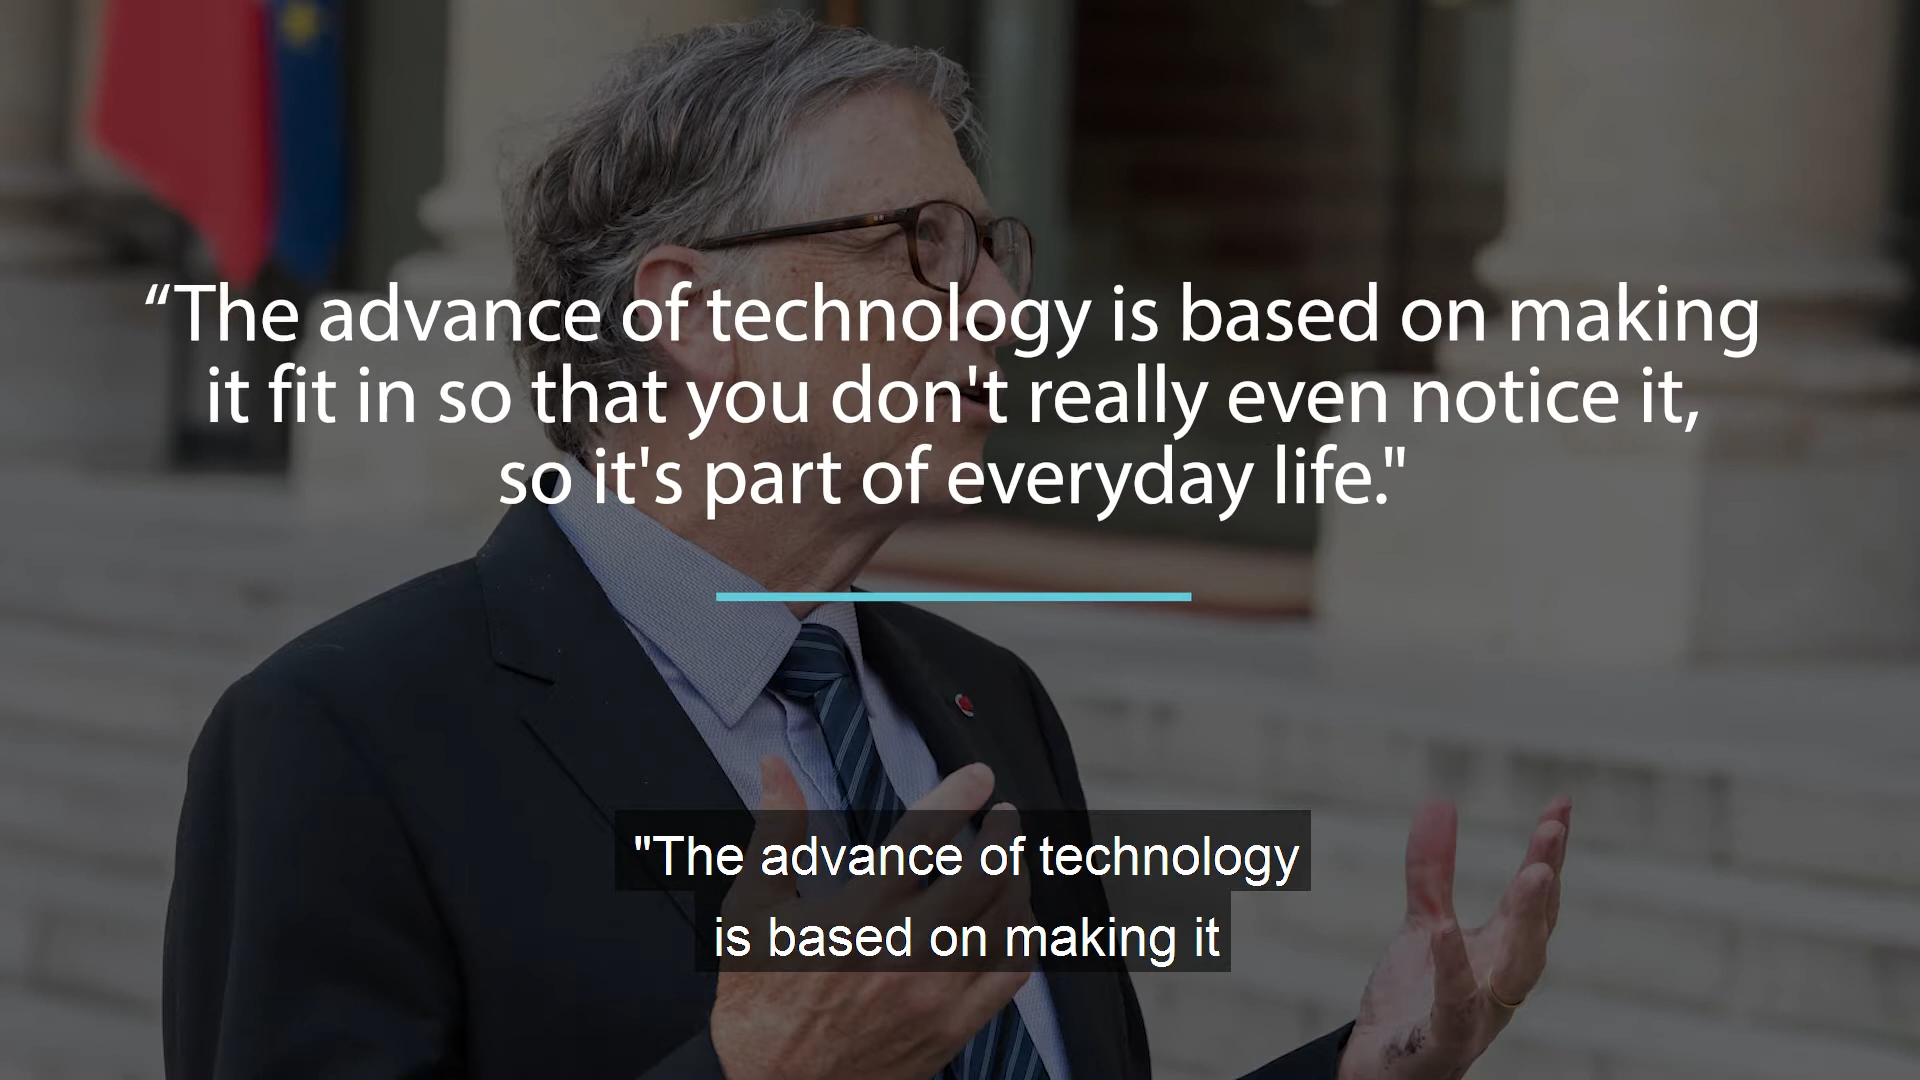 “The advance of technology is based on making
it fit in so that you don't really even notice it,
so it's part of everyday life."
"The advance of technology
is based on making it